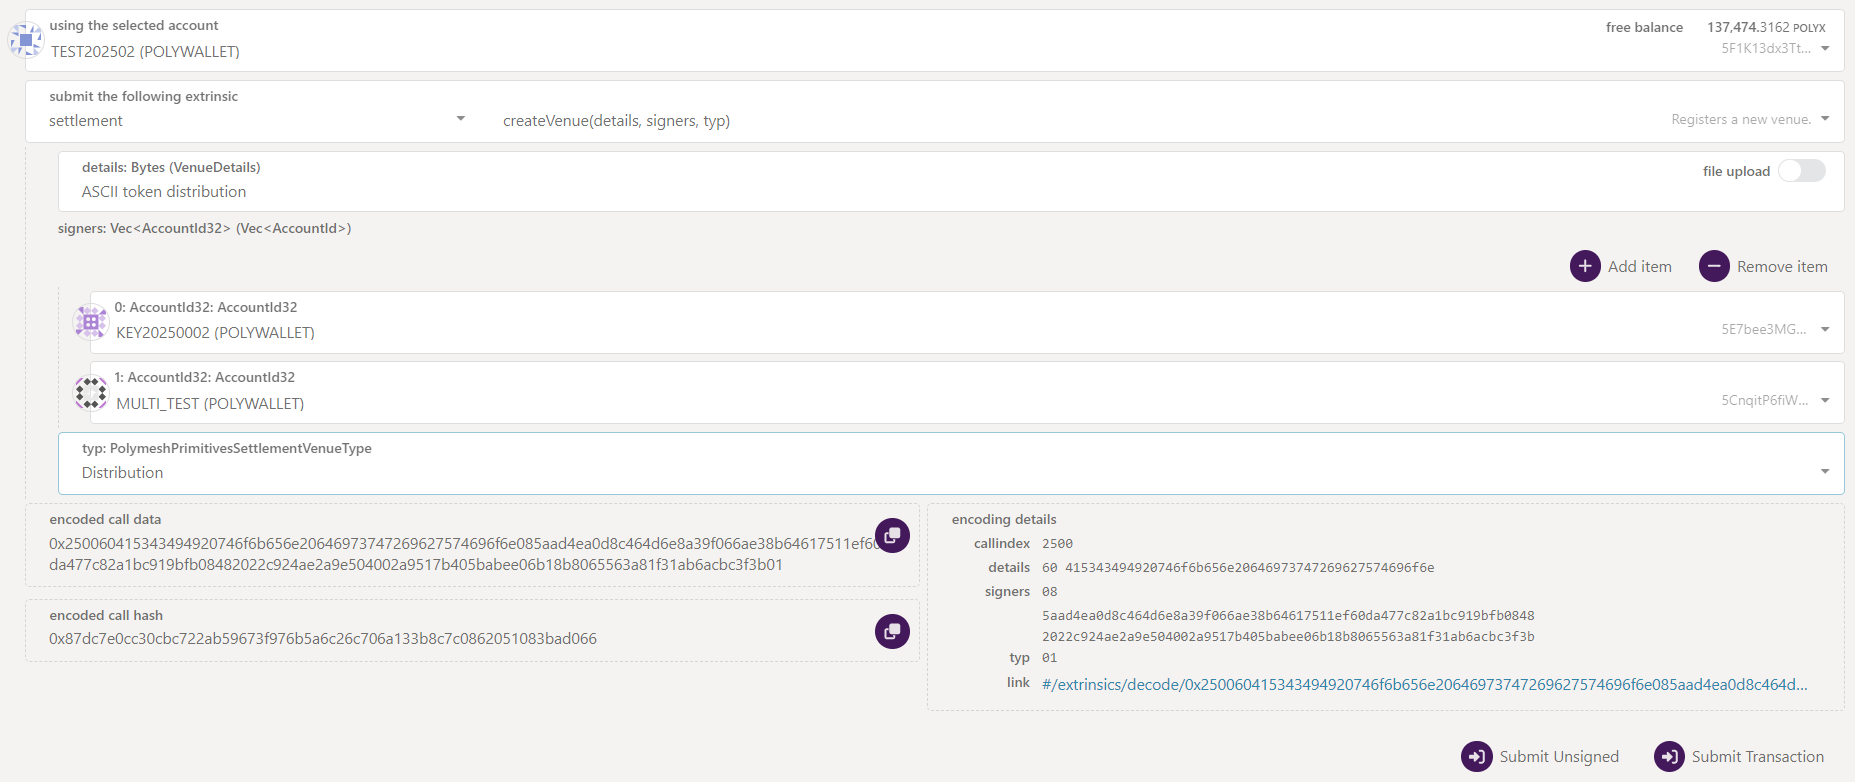 using the selected account
TEST202502 (POLYWALLET)
free balance 137,474.3162 POLYX
5F1K13dx3Tt...
submit the following extrinsic
settlement
createVenue(details, signers, typ)
Registers a new venue.
details: Bytes (VenueDetails)
ASCII token distribution
file upload
signers: Vec<AccountId32> (Vec<AccountId>)
Add item
Remove item
0: AccountId32: AccountId32
KEY20250002 (POLYWALLET)
5E7bee3MG...
1: AccountId32: AccountId32
MULTI_TEST (POLYWALLET)
5CnqitP6fiW...
typ: PolymeshPrimitivesSettlementVenueType
Distribution
encoded call data
0x250060415343494920746f6b656e20646973747269627574696f6e085aad4ea0d8c464d6e8a39f066ae38b64617511ef60
da477c82a1bc919bfb08482022c924ae2a9e504002a9517b405babee06b18b8065563a81f31ab6acbc3f3b01
encoded call hash
0x87dc7e0cc30cbc722ab59673f976b5a6c26c706a133b8c7c0862051083bad066
encoding details
callindex 2500
details 60 415343494920746f6b656e20646973747269627574696f6e
signers 08
5aad4ea0d8c464d6e8a39f066ae38b64617511ef60da477c82a1bc919bfb0848
2022c924ae2a9e504002a9517b405babee06b18b8065563a81f31ab6acbc3f3b
typ 01
link #/extrinsics/decode/0x250060415343494920746f6b656e20646973747269627574696f6e085aad4ea0d8c464d...
Submit Unsigned
Submit Transaction